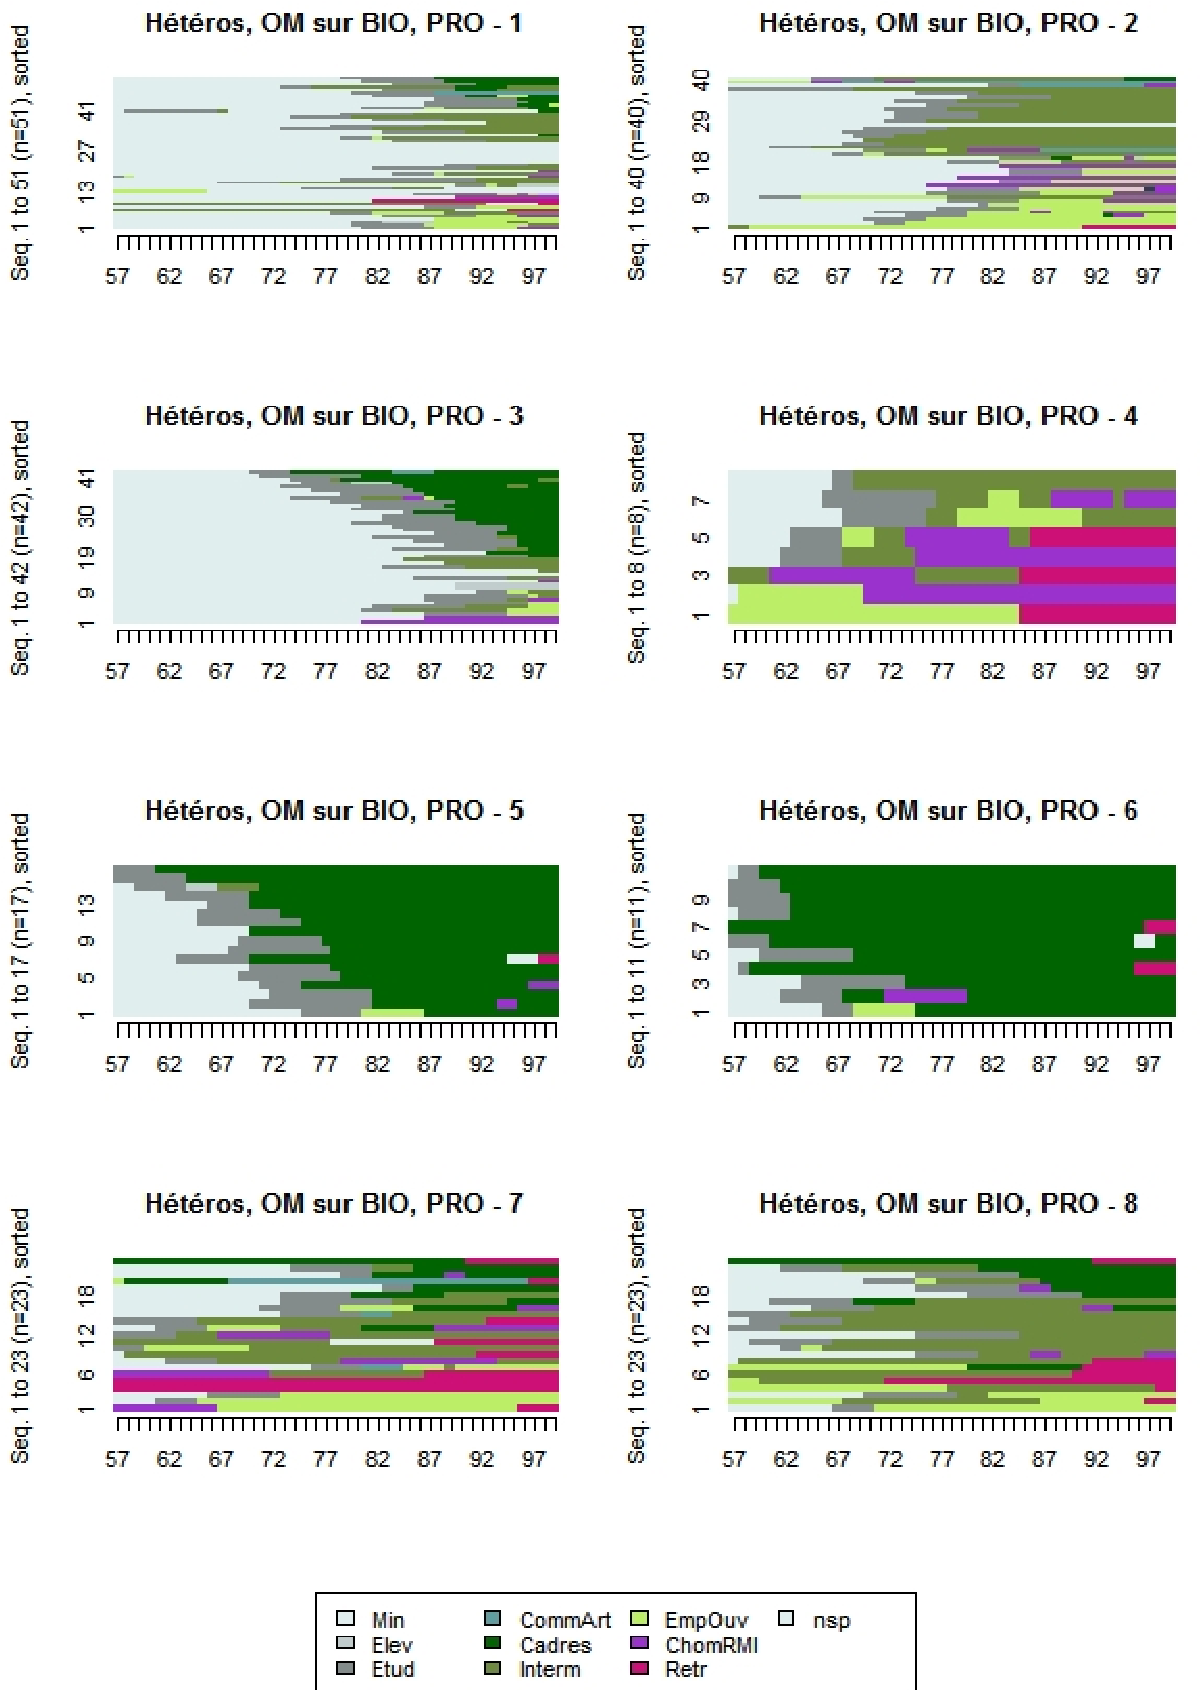 Hétéros, OM sur BIO, PRO - 1
Seq. 1 to 51 (n=51), sorted
1 13 27 41
57 62 67 72 77 82 87 92 97
Hétéros, OM sur BIO, PRO - 2
Seq. 1 to 40 (n=40), sorted
1 9 18 29 40
57 62 67 72 77 82 87 92 97
Hétéros, OM sur BIO, PRO - 3
Seq. 1 to 42 (n=42), sorted
1 9 19 30 41
57 62 67 72 77 82 87 92 97
Hétéros, OM sur BIO, PRO - 4
Seq. 1 to 8 (n=8), sorted
1 3 5 7
57 62 67 72 77 82 87 92 97
Hétéros, OM sur BIO, PRO - 5
Seq. 1 to 17 (n=17), sorted
1 5 9 13
57 62 67 72 77 82 87 92 97
Hétéros, OM sur BIO, PRO - 6
Seq. 1 to 11 (n=11), sorted
1 3 5 7 9
57 62 67 72 77 82 87 92 97
Hétéros, OM sur BIO, PRO - 7
Seq. 1 to 23 (n=23), sorted
1 6 12 18
57 62 67 72 77 82 87 92 97
Hétéros, OM sur BIO, PRO - 8
Seq. 1 to 23 (n=23), sorted
1 6 12 18
57 62 67 72 77 82 87 92 97
Min CommArt EmpOuv nsp
Elev Cadres ChomRMI
Etud Interm Retr